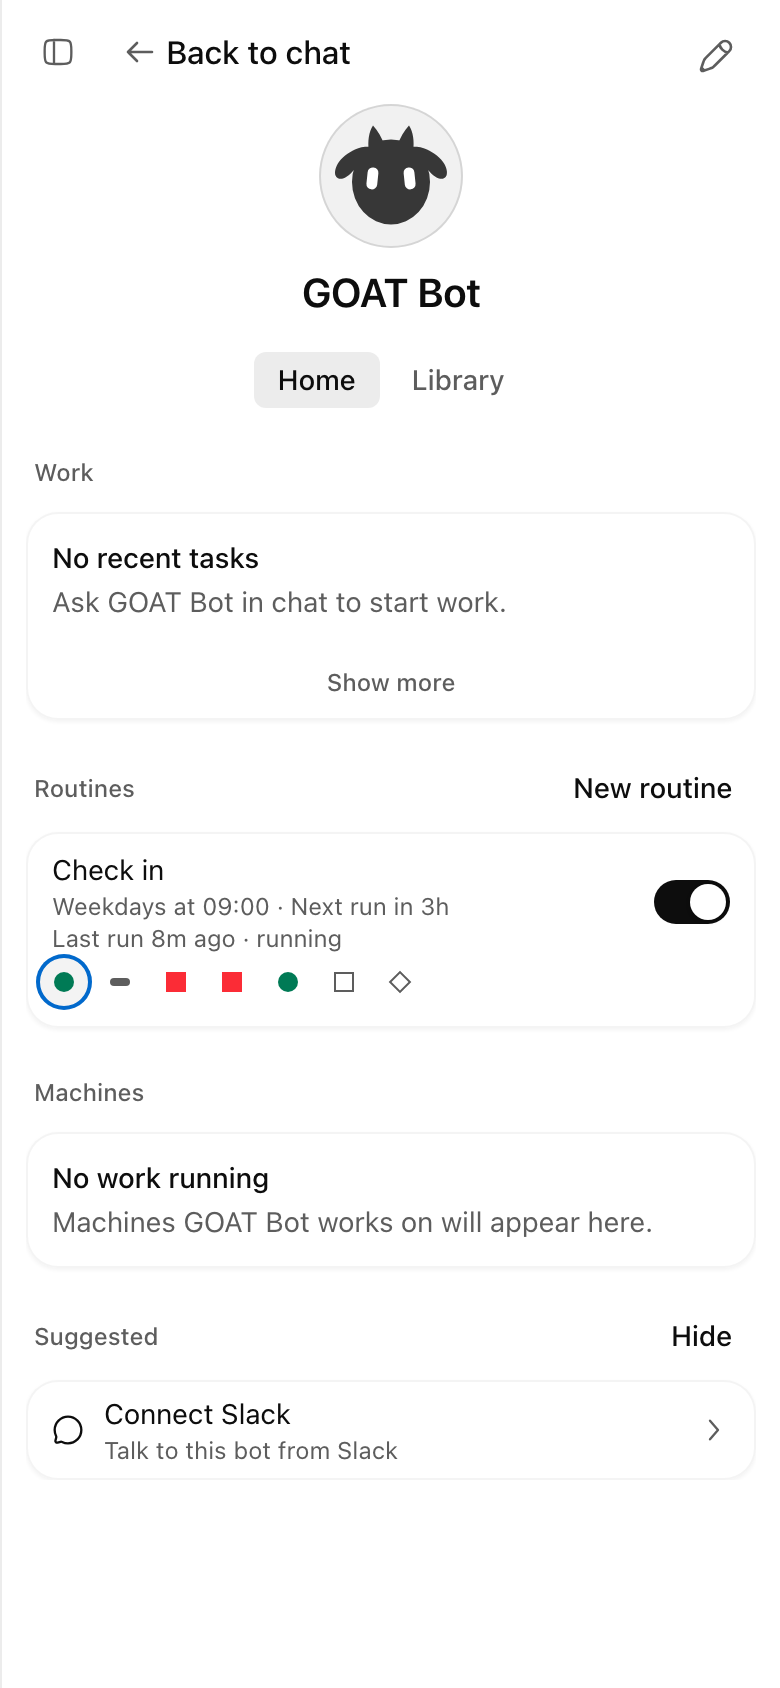 Back to chat
GOAT Bot
Home
Library
Work
No recent tasks
Ask GOAT Bot in chat to start work.
Show more
Routines
New routine
Check in
Weekdays at 09:00 · Next run in 3h
Last run 8m ago · running
Machines
No work running
Machines GOAT Bot works on will appear here.
Suggested
Hide
Connect Slack
Talk to this bot from Slack